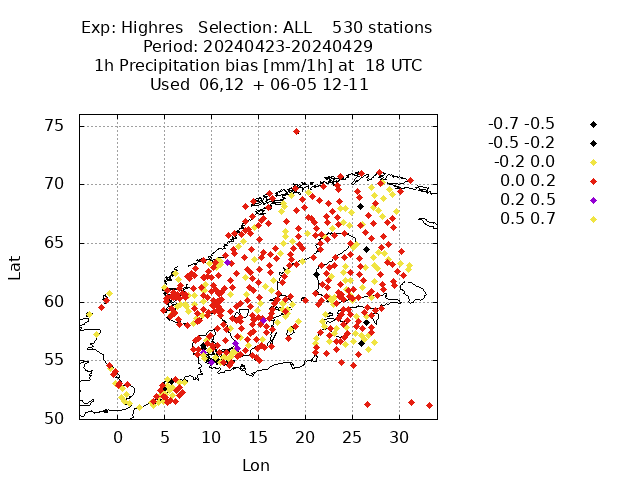 Exp: Highres   Selection: ALL    530 stations
Period: 20240423-20240429
1h Precipitation bias [mm/1h] at  18 UTC
Used  06,12  + 06-05 12-11
-0.7 -0.5
-0.5 -0.2
-0.2 0.0
0.0 0.2
0.2 0.5
0.5 0.7
75
70
65
60
55
50
Lat
0 5 10 15 20 25 30
Lon